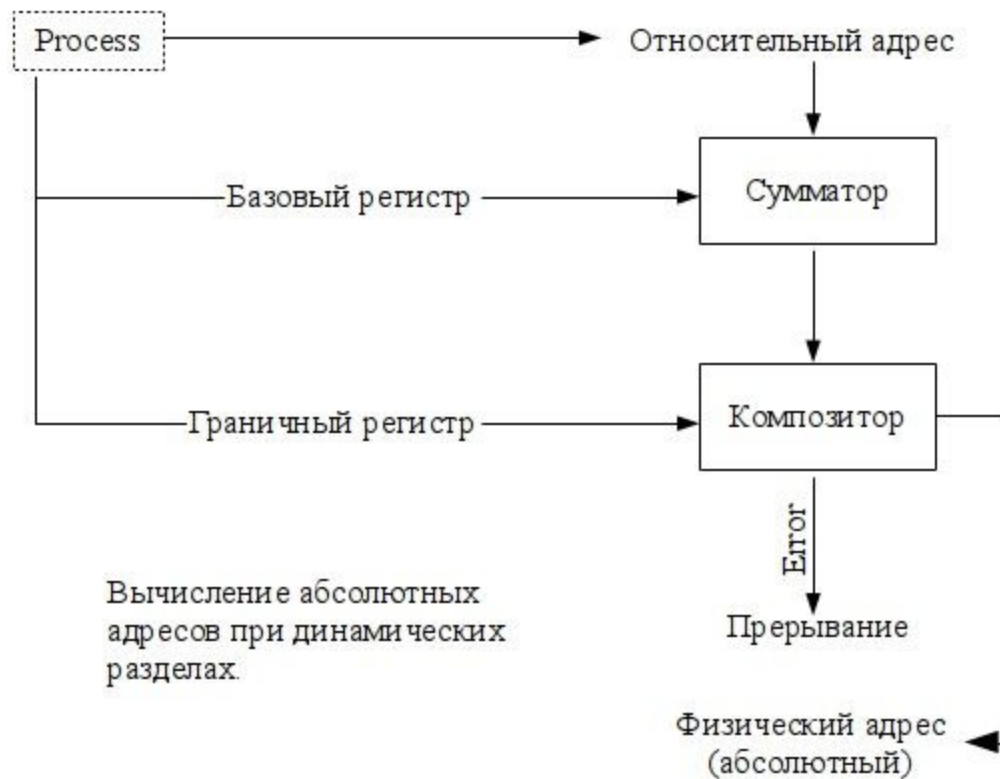 Process
Относительный адрес
Базовый регистр
Сумматор
Граничный регистр
Композитор
Error
Вычисление абсолютных
адресов при динамических
разделах.
Прерывание
Физический адрес
(абсолютный)